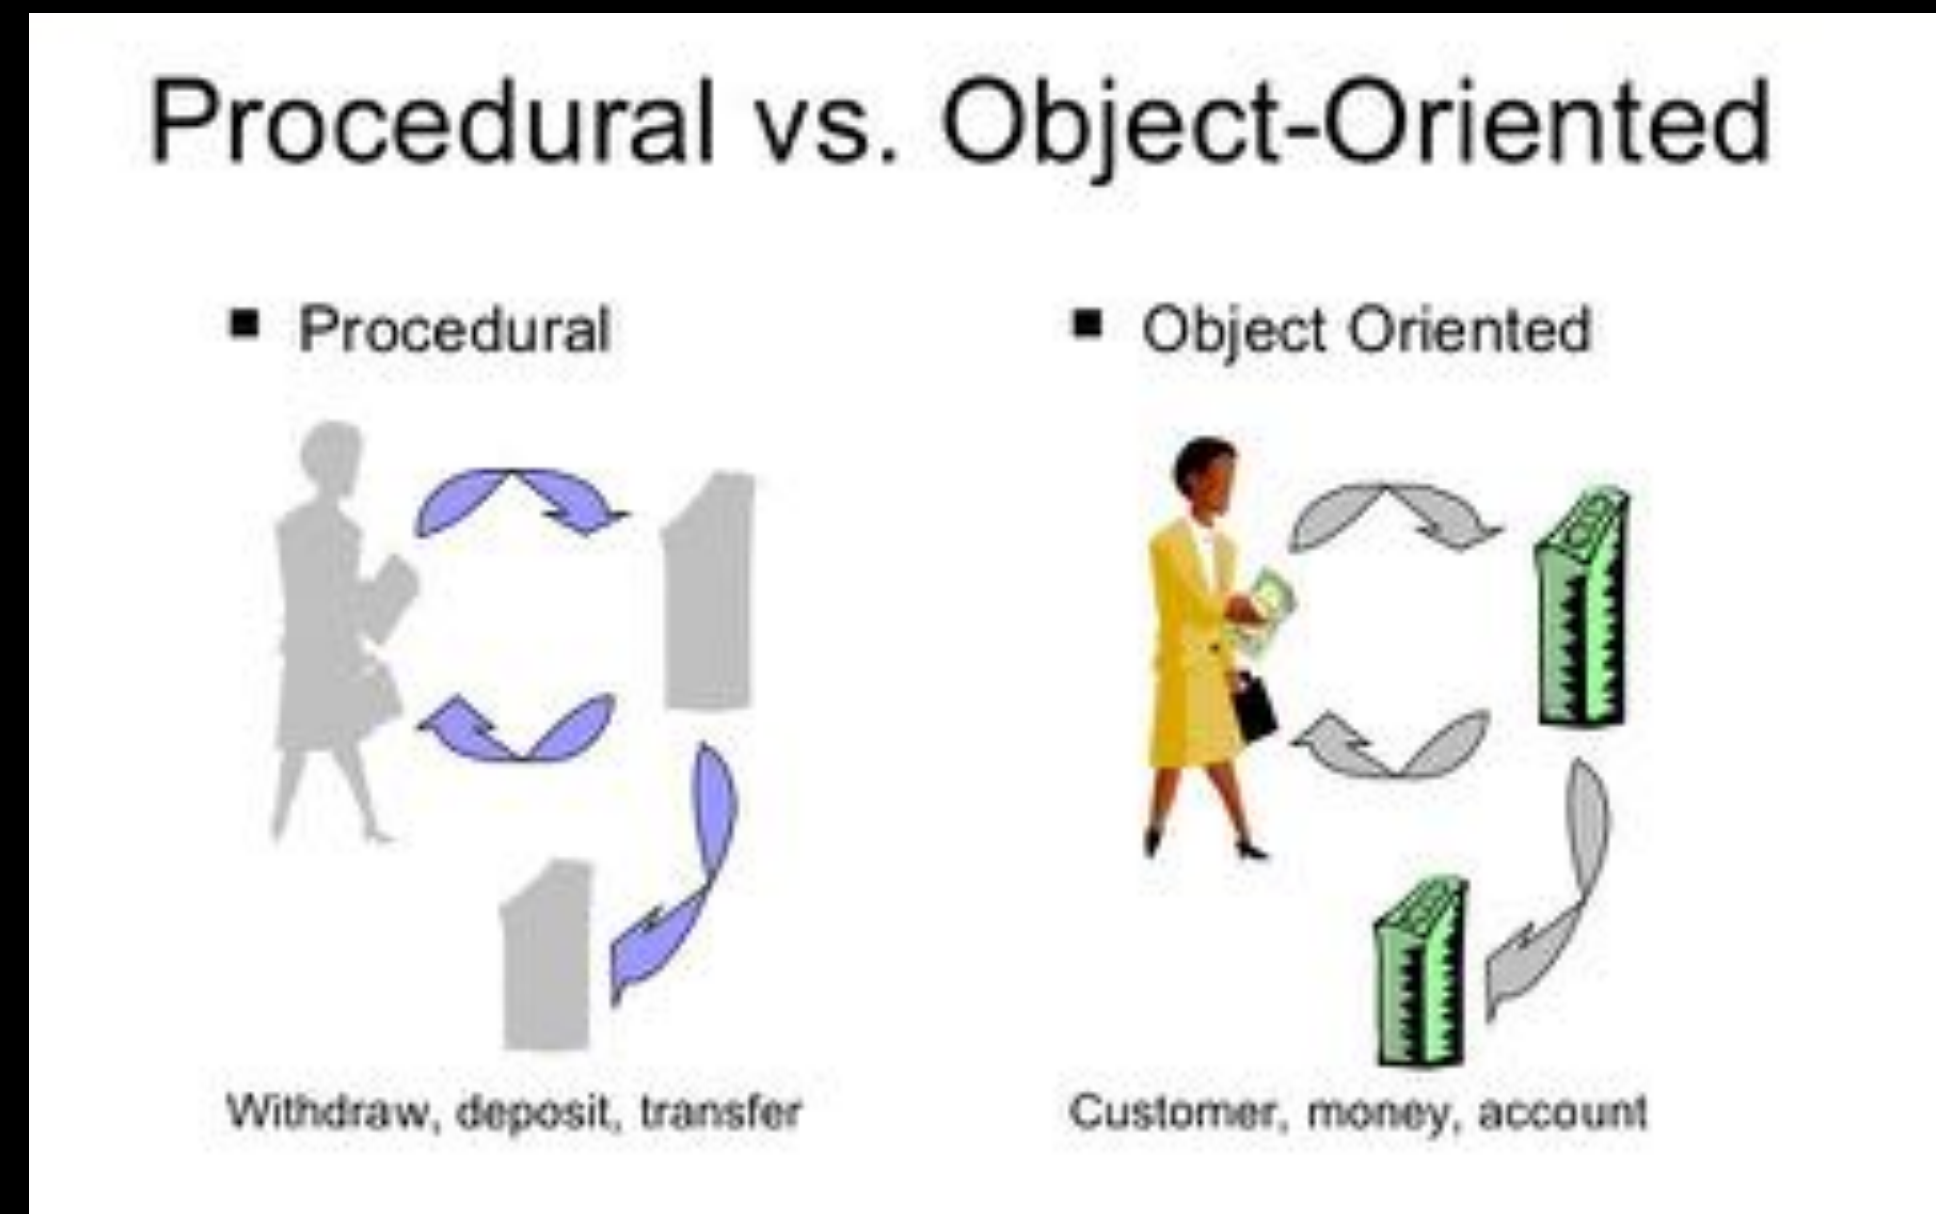 Procedural vs. Object-Oriented
Procedural
Object Oriented
Withdraw, deposit, transfer
Customer, money, account